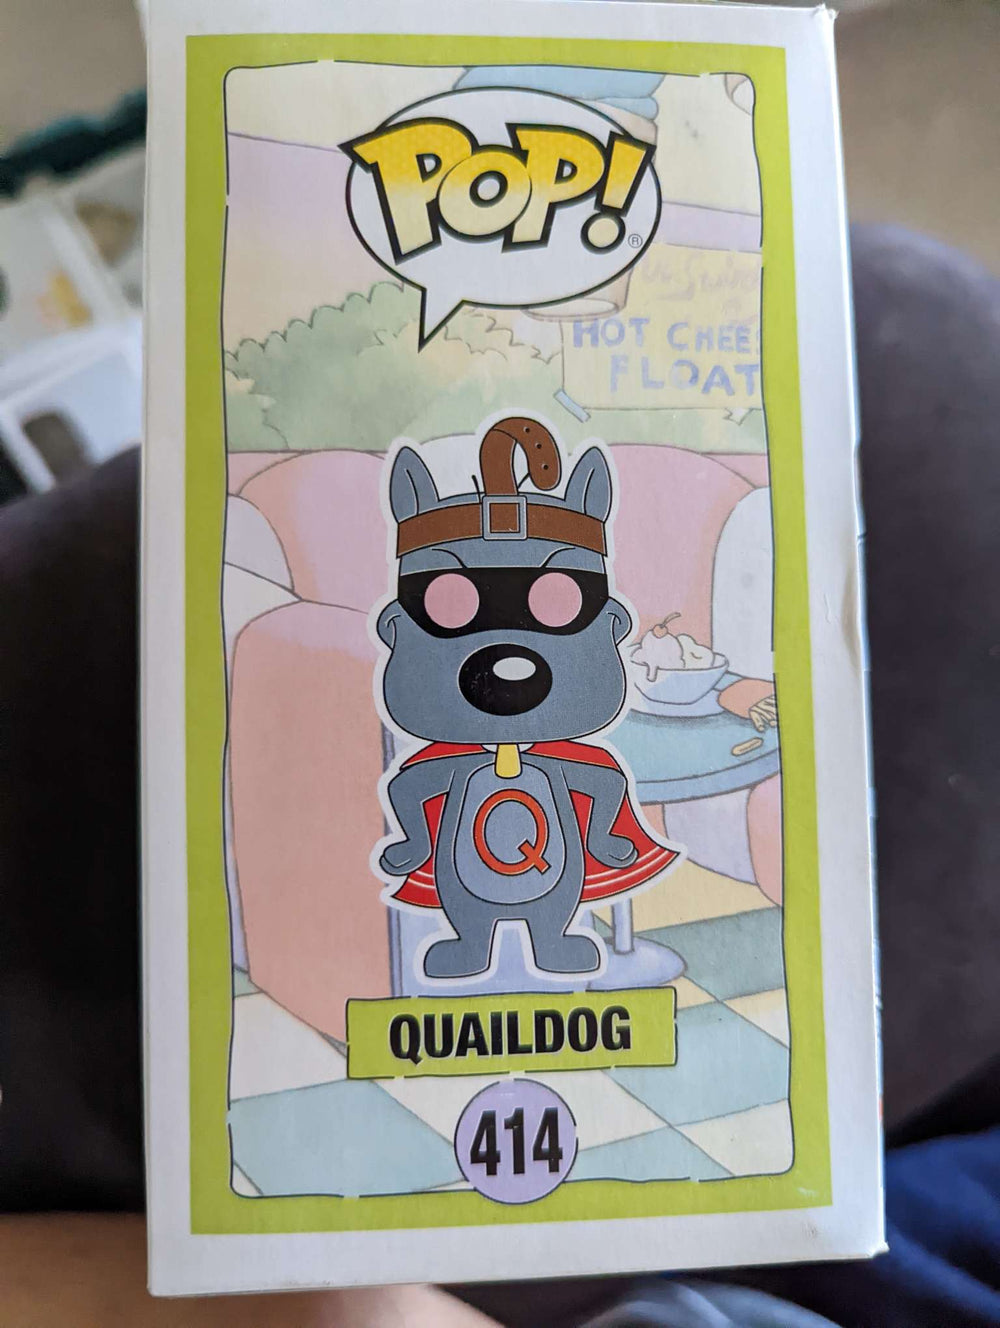 POP!
®
HOT CHEE
FLOAT
Q
QUAILDOG
414